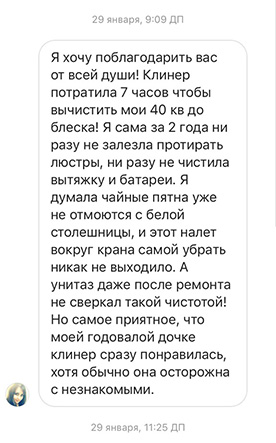 29 января, 9:09 ДП
Я хочу поблагодарить вас
от всей души! Клинер
потратила 7 часов чтобы
вычистить мои 40 кв до
блеска! Я сама за 2 года ни
разу не залезла протирать
люстры, ни разу не чистила
вытяжку и батареи. Я
думала чайные пятна уже
не отмоются с белой
столешницы, и этот налет
вокруг крана самой убрать
никак не выходило. А
унитаз даже после ремонта
не сверкал такой чистотой!
Но самое приятное, что
моей годовалой дочке
клинер сразу понравилась,
хотя обычно она осторожна
с незнакомыми.
29 января, 11:25 ДП